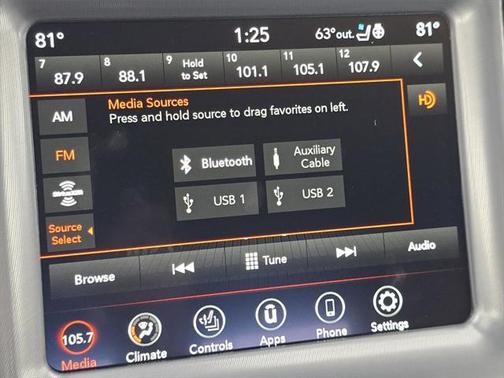 81° 1:25 63°out. 81°
7 87.9
8 88.1
9 Hold to Set
10 101.1
11 105.1
12 107.9
Media Sources
Press and hold source to drag favorites on left.
AM
FM
Source
Select
Bluetooth
Auxiliary
Cable
USB 1
USB 2
HD
Browse
Tune
Audio
105.7
Media
Climate
Controls
Apps
Phone
Settings